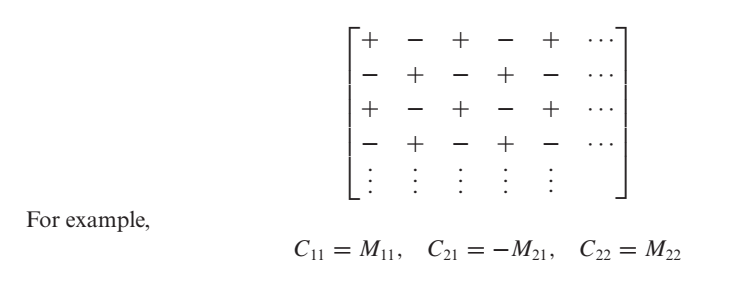 + − + − + ⋯
− + − + − ⋯
+ − + − + ⋯
− + − + − ⋯
⋮ ⋮ ⋮ ⋮ ⋮
For example,
C₁₁ = M₁₁, C₂₁ = −M₂₁, C₂₂ = M₂₂